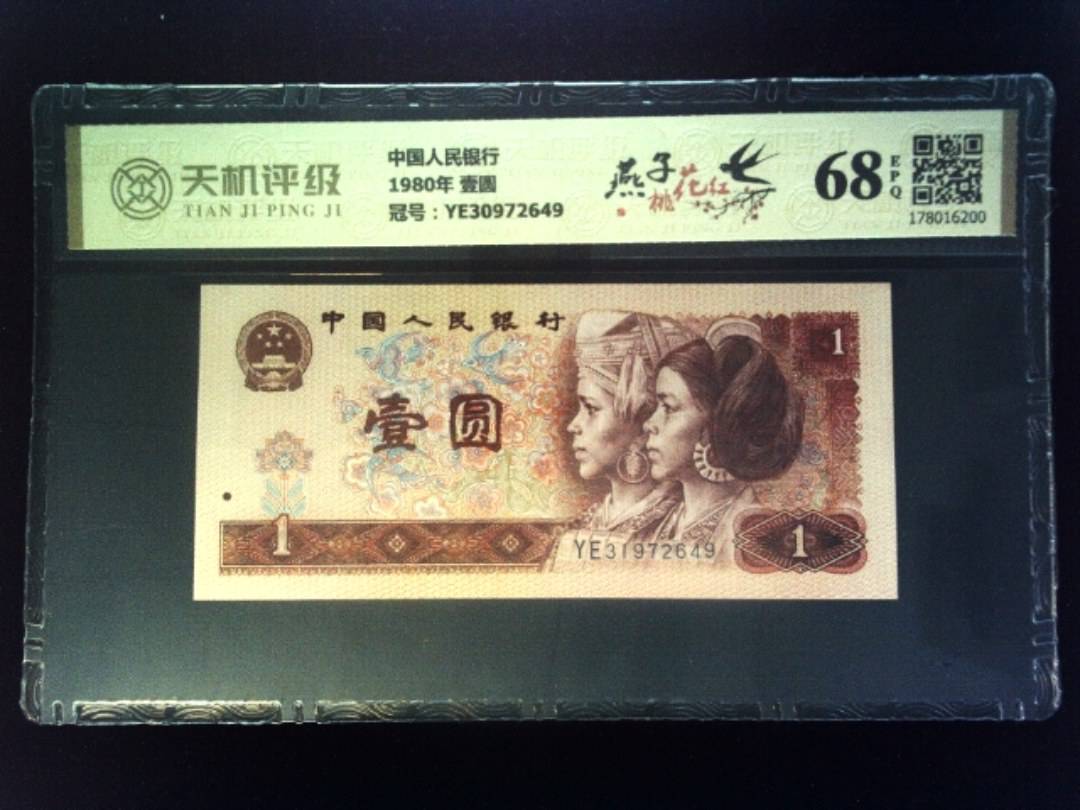 天机评级
TIAN JI PING JI
中国人民银行
1980年 壹圆
冠号：YE30972649
燕子
桃花红
68
EPQ
178016200
中国人民银行
壹圆
1
1
1
YE31972649